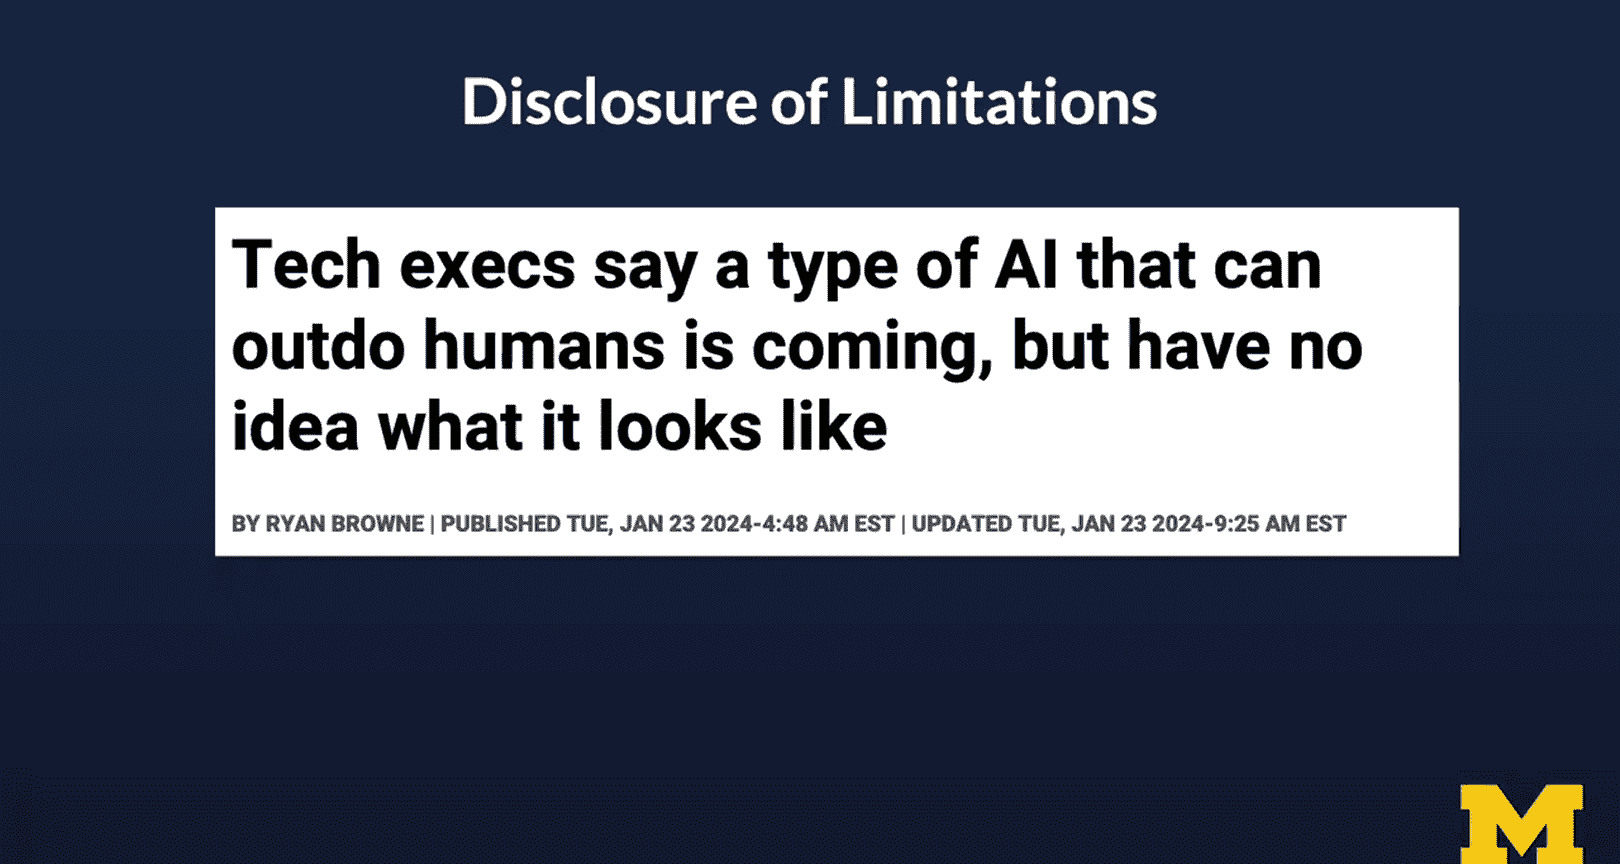 Disclosure of Limitations
Tech execs say a type of AI that can
outdo humans is coming, but have no
idea what it looks like
BY RYAN BROWNE | PUBLISHED TUE, JAN 23 2024-4:48 AM EST | UPDATED TUE, JAN 23 2024-9:25 AM EST
M